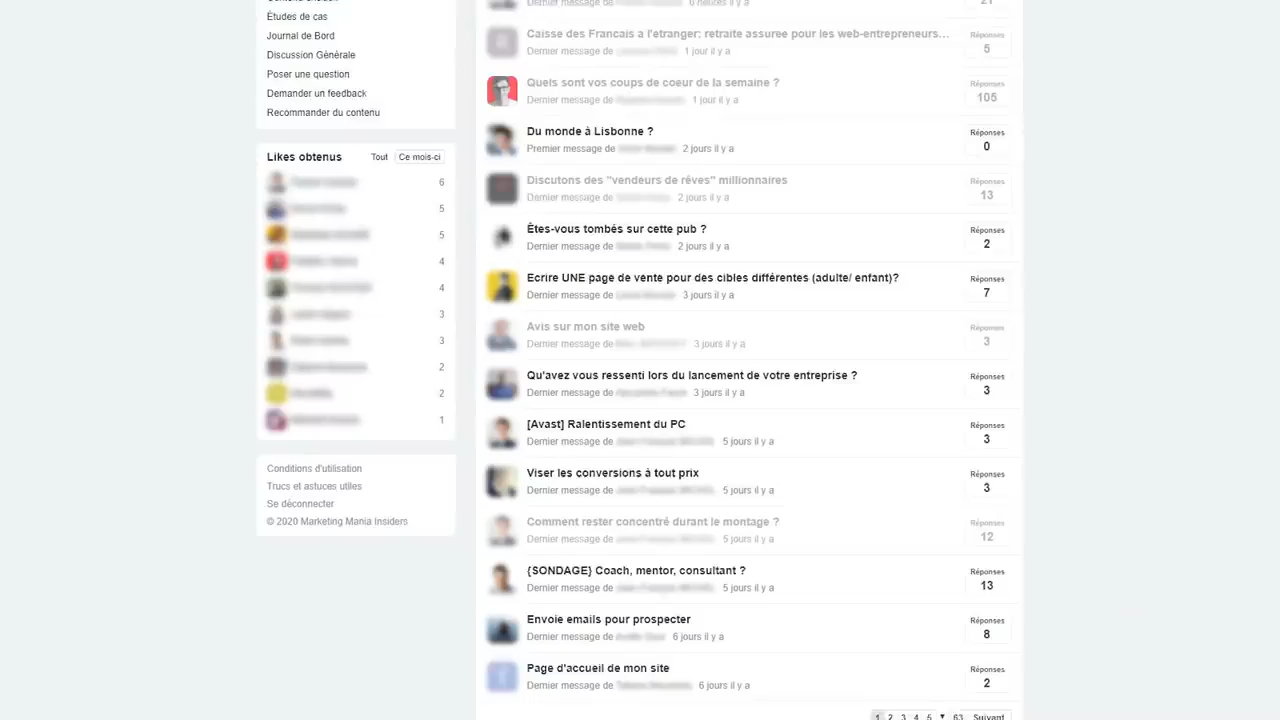 Études de cas
Journal de Bord
Discussion Générale
Poser une question
Demander un feedback
Recommander du contenu
Likes obtenus Tout Ce mois-ci
6
5
5
4
4
3
3
2
2
1
Conditions d'utilisation
Trucs et astuces utiles
Se déconnecter
© 2020 Marketing Mania Insiders
Dernier message de 6 heures il y a
21
Caisse des Francais a l'etranger: retraite assuree pour les web-entrepreneurs...
Dernier message de 1 jour il y a
Réponses
5
Quels sont vos coups de coeur de la semaine ?
Dernier message de 1 jour il y a
Réponses
105
Du monde à Lisbonne ?
Premier message de 2 jours il y a
Réponses
0
Discutons des "vendeurs de rêves" millionnaires
Dernier message de 2 jours il y a
Réponses
13
Êtes-vous tombés sur cette pub ?
Dernier message de 2 jours il y a
Réponses
2
Ecrire UNE page de vente pour des cibles différentes (adulte/ enfant)?
Dernier message de 3 jours il y a
Réponses
7
Avis sur mon site web
Dernier message de 3 jours il y a
Réponses
3
Qu'avez vous ressenti lors du lancement de votre entreprise ?
Dernier message de 3 jours il y a
Réponses
3
[Avast] Ralentissement du PC
Dernier message de 5 jours il y a
Réponses
3
Viser les conversions à tout prix
Dernier message de 5 jours il y a
Réponses
3
Comment rester concentré durant le montage ?
Dernier message de 5 jours il y a
Réponses
12
{SONDAGE} Coach, mentor, consultant ?
Dernier message de 5 jours il y a
Réponses
13
Envoie emails pour prospecter
Dernier message de 6 jours il y a
Réponses
8
Page d'accueil de mon site
Dernier message de 6 jours il y a
Réponses
2
1 2 3 4 5 ▼ 63 Suivant